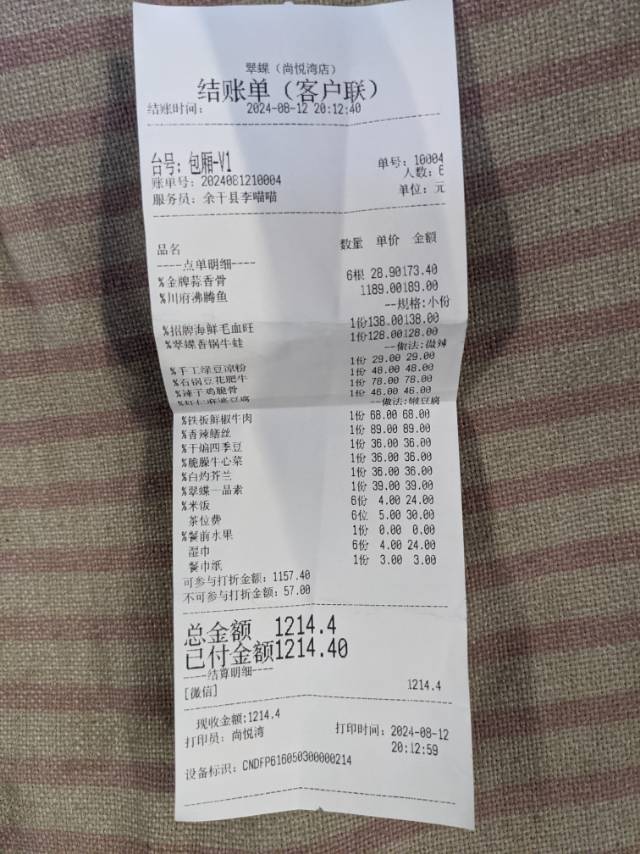 翠蝶（尚悦湾店）
结账单（客户联）
结账时间： 2024-08-12 20:12:40
台号：包厢-V1 单号：10004
人数：6
账单号：2024081210004
服务员：余干县李喵喵 单位：元
品名 数量 单价 金额
----点单明细----
%金牌蒜香骨 6根 28.90173.40
%川府沸腾鱼 1189.00189.00
--规格:小份
%招牌海鲜毛血旺 1份138.00138.00
%翠蝶香锅牛蛙 1份128.00128.00
--做法:微辣
%手工绿豆凉粉 1份 29.00 29.00
%石锅豆花肥牛 1份 48.00 48.00
%辣子鸡脆骨 1份 78.00 78.00
%虾仁麻婆豆腐 1份 46.00 46.00
--做法:嫩豆腐
%铁板鲜椒牛肉 1份 68.00 68.00
%香辣鳝丝 1份 89.00 89.00
%干煸四季豆 1份 36.00 36.00
%脆臊牛心菜 1份 36.00 36.00
%白灼芥兰 1份 36.00 36.00
%翠蝶一品素 1份 39.00 39.00
%米饭 6份 4.00 24.00
茶位费 6位 5.00 30.00
%餐前水果 1份 0.00 0.00
湿巾 6份 4.00 24.00
餐巾纸 1份 3.00 3.00
可参与打折金额：1157.40
不可参与打折金额：57.00
总金额 1214.4
已付金额1214.40
----结算明细----
[微信] 1214.4
现收金额:1214.4
打印员：尚悦湾 打印时间：2024-08-12
20:12:59
设备标识：CNDFP616050300000214